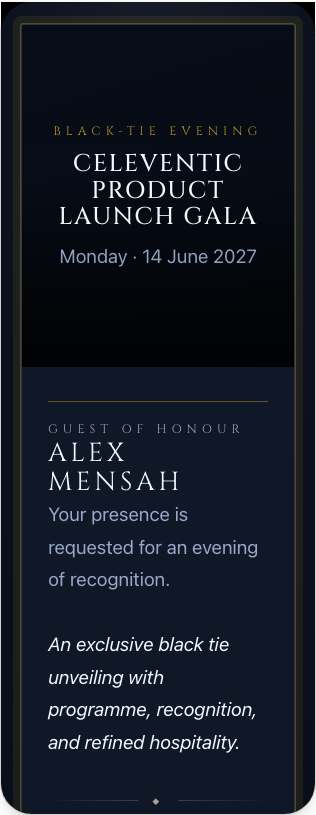 BLACK-TIE EVENING
CELEVENTIC
PRODUCT
LAUNCH GALA
Monday · 14 June 2027
GUEST OF HONOUR
ALEX
MENSAH
Your presence is
requested for an evening
of recognition.
An exclusive black tie
unveiling with
programme, recognition,
and refined hospitality.